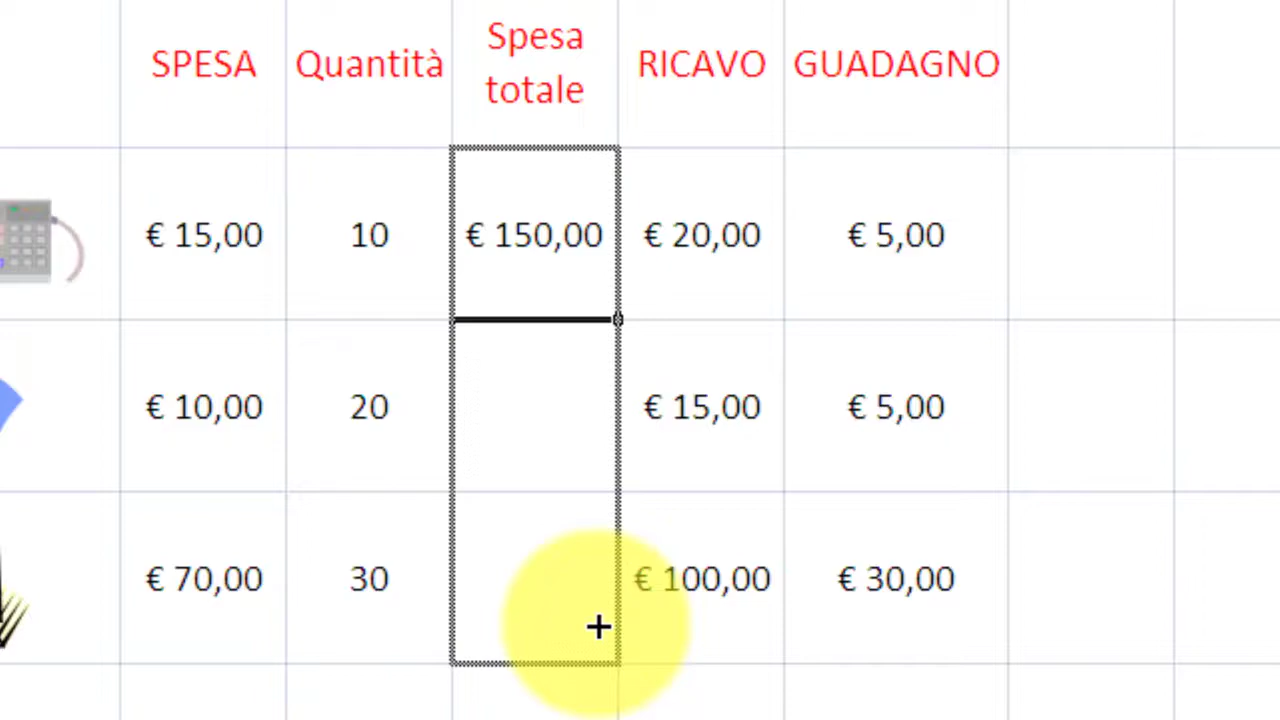 SPESA Quantità Spesa totale RICAVO GUADAGNO
€ 15,00 10 € 150,00 € 20,00 € 5,00
€ 10,00 20 € 15,00 € 5,00
€ 70,00 30 € 100,00 € 30,00